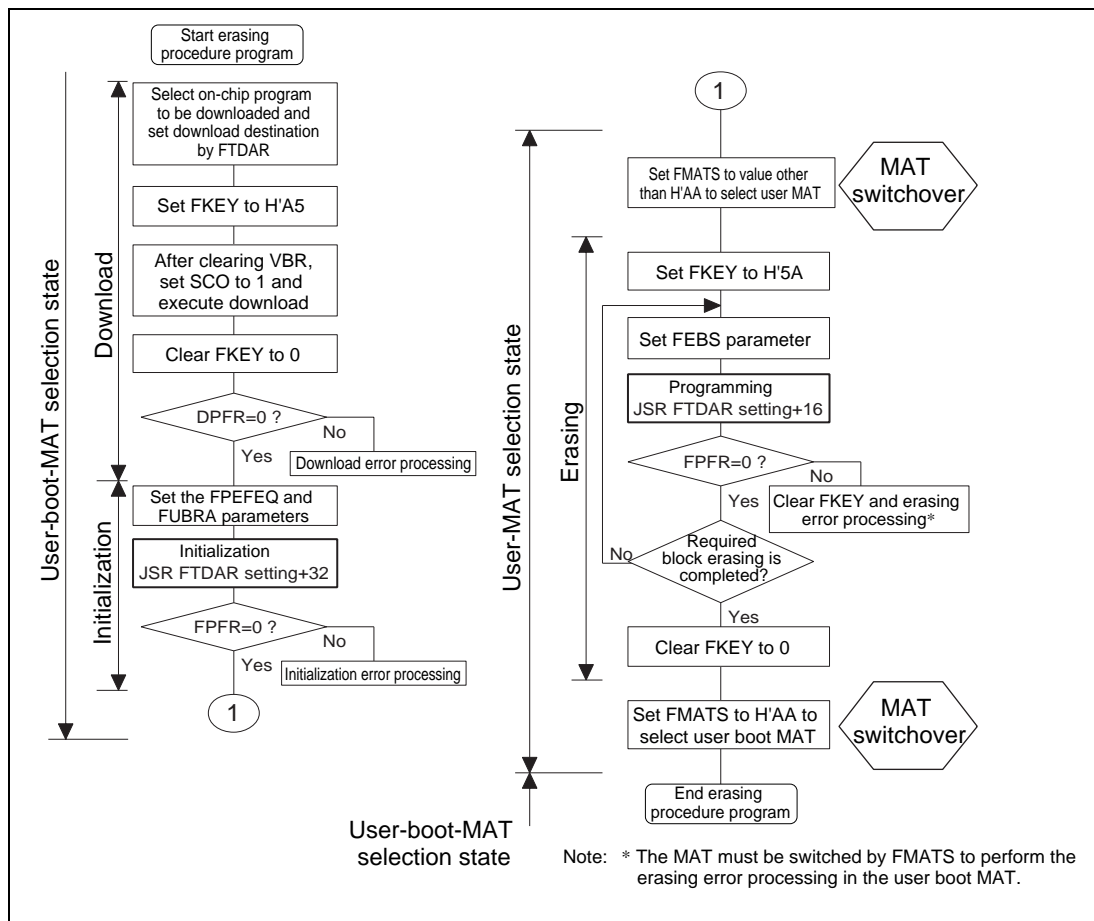 Start erasing
procedure program
Select on-chip program
to be downloaded and
set download destination
by FTDAR
Set FKEY to H'A5
After clearing VBR,
set SCO to 1 and
execute download
Clear FKEY to 0
DPFR=0 ?
No
Yes
Download error processing
Set the FPEFEQ and
FUBRA parameters
Initialization
JSR FTDAR setting+32
FPFR=0 ?
No
Yes
Initialization error processing
1
Download
Initialization
User-boot-MAT selection state
1
Set FMATS to value other
than H'AA to select user MAT
MAT
switchover
Set FKEY to H'5A
Set FEBS parameter
Programming
JSR FTDAR setting+16
FPFR=0 ?
No
Yes
Clear FKEY and erasing
error processing*
Required
block erasing is
completed?
No
Yes
Clear FKEY to 0
Set FMATS to H'AA to
select user boot MAT
MAT
switchover
End erasing
procedure program
Erasing
User-MAT selection state
User-boot-MAT
selection state
Note: * The MAT must be switched by FMATS to perform the
erasing error processing in the user boot MAT.